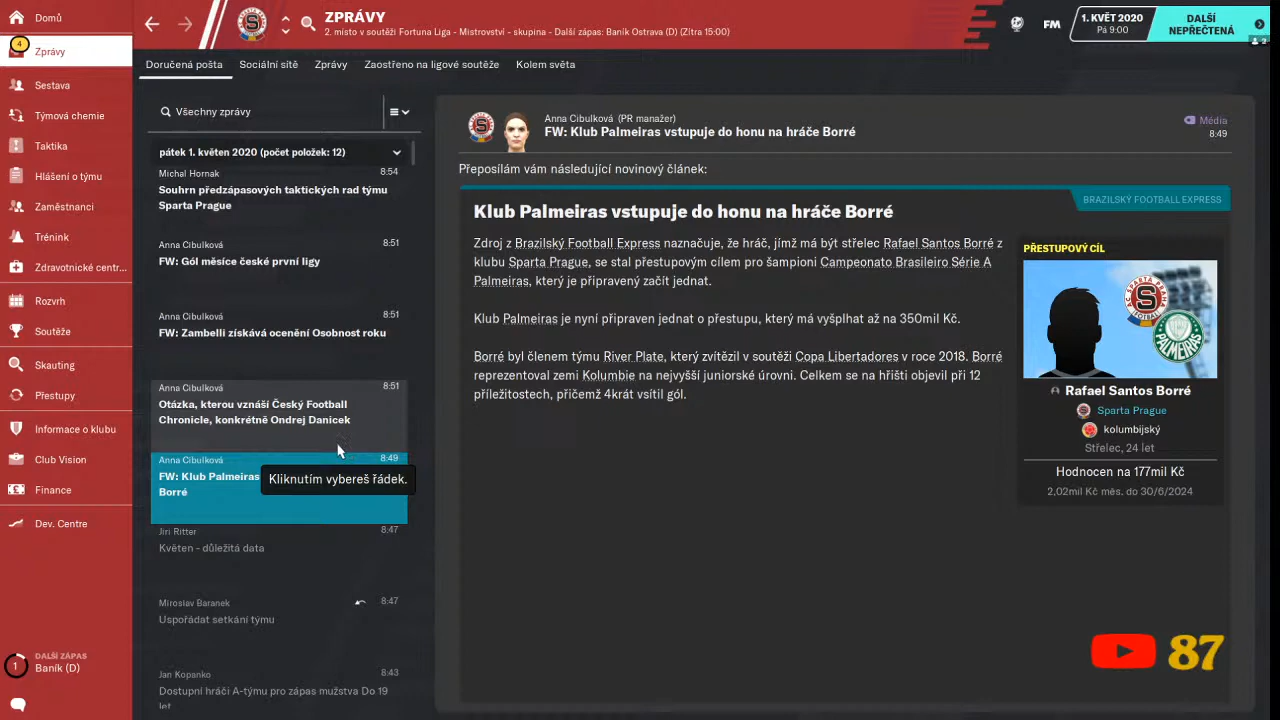 Domů
4
Zprávy
Sestava
Týmová chemie
Taktika
Hlášení o týmu
Zaměstnanci
Trénink
Zdravotnické centr...
Rozvrh
Soutěže
Skauting
Přestupy
Informace o klubu
Club Vision
Finance
Dev. Centre
1
DALŠÍ ZÁPAS
Baník (D)
ZPRÁVY
2. místo v soutěži Fortuna Liga - Mistrovství - skupina - Další zápas: Baník Ostrava (D) (Zítra 15:00)
FM
1. KVĚT 2020
Pá 9:00
DALŠÍ
NEPŘEČTENÁ
2
Doručená pošta
Sociální sítě
Zprávy
Zaostřeno na ligové soutěže
Kolem světa
Všechny zprávy
pátek 1. květen 2020 (počet položek: 12)
Michal Hornak
8:54
Souhrn předzápasových taktických rad týmu
Sparta Prague
Anna Cibulková
8:51
FW: Gól měsíce české první ligy
Anna Cibulková
8:51
FW: Zambelli získává ocenění Osobnost roku
Anna Cibulková
8:51
Otázka, kterou vznáší Český Football
Chronicle, konkrétně Ondrej Danicek
Anna Cibulková
8:49
FW: Klub Palmeiras
Borré
Kliknutím vybereš řádek.
Jiri Ritter
8:47
Květen - důležitá data
Miroslav Baranek
8:47
Uspořádat setkání týmu
Jan Kopanko
8:43
Dostupní hráči A-týmu pro zápas mužstva Do 19
let
Anna Cibulková (PR manažer)
FW: Klub Palmeiras vstupuje do honu na hráče Borré
Média
8:49
Přeposílám vám následující novinový článek:
BRAZILSKÝ FOOTBALL EXPRESS
Klub Palmeiras vstupuje do honu na hráče Borré
Zdroj z Brazilský Football Express naznačuje, že hráč, jímž má být střelec Rafael Santos Borré z
klubu Sparta Prague, se stal přestupovým cílem pro šampioni Campeonato Brasileiro Série A
Palmeiras, který je připravený začít jednat.
Klub Palmeiras je nyní připraven jednat o přestupu, který má vyšplhat až na 350mil Kč.
Borré byl členem týmu River Plate, který zvítězil v soutěži Copa Libertadores v roce 2018. Borré
reprezentoval zemi Kolumbie na nejvyšší juniorské úrovni. Celkem se na hřišti objevil při 12
příležitostech, přičemž 4krát vsítil gól.
PŘESTUPOVÝ CÍL
Rafael Santos Borré
Sparta Prague
kolumbijský
Střelec, 24 let
Hodnocen na 177mil Kč
2,02mil Kč měs. do 30/6/2024
87